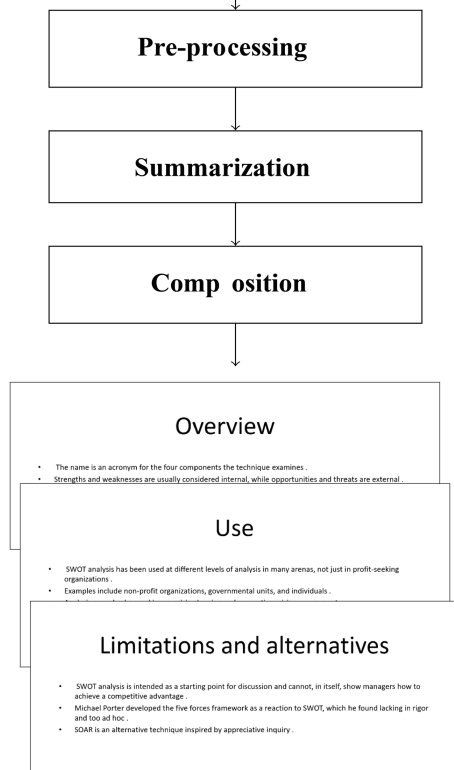 Pre-processing
Summarization
Comp osition
Overview
• The name is an acronym for the four components the technique examines .
• Strengths and weaknesses are usually considered internal, while opportunities and threats are external .
Use
• SWOT analysis has been used at different levels of analysis in many arenas, not just in profit-seeking
organizations .
• Examples include non-profit organizations, governmental units, and individuals .
Limitations and alternatives
• SWOT analysis is intended as a starting point for discussion and cannot, in itself, show managers how to
achieve a competitive advantage .
• Michael Porter developed the five forces framework as a reaction to SWOT, which he found lacking in rigor
and too ad hoc .
• SOAR is an alternative technique inspired by appreciative inquiry .